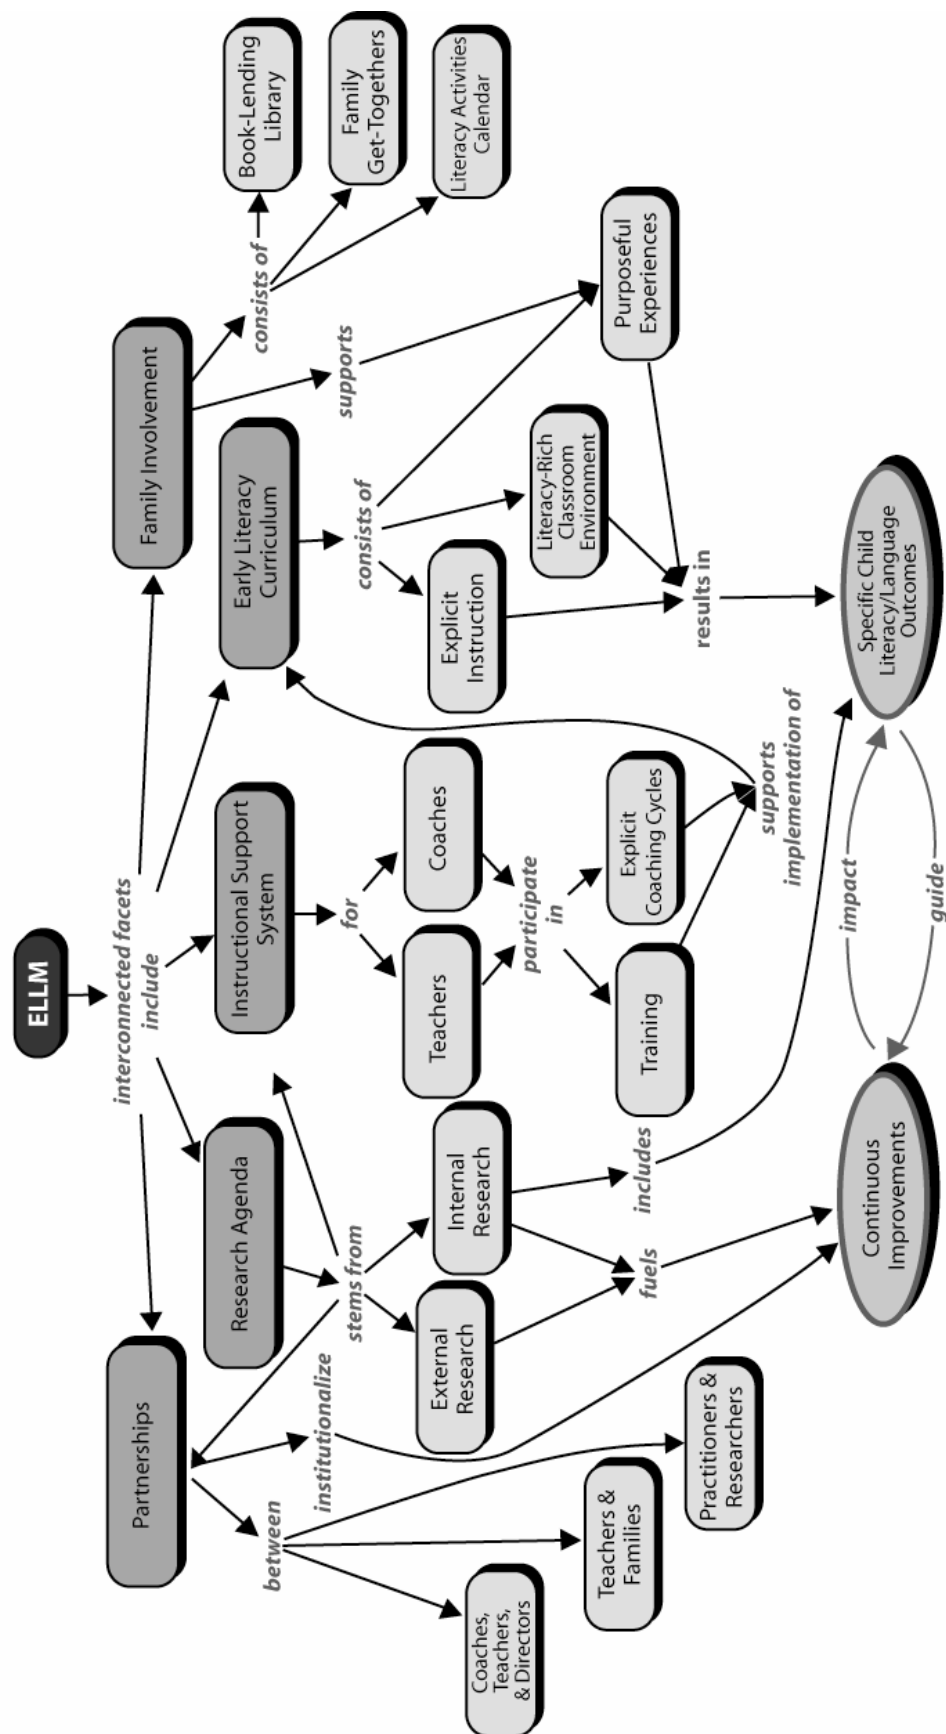 ELLM
interconnected facets
include
Partnerships
Research Agenda
Instructional Support
System
Early Literacy
Curriculum
Family Involvement
between
institutionalize
stems from
for
consists of
supports
consists of
Book-Lending
Library
Family
Get-Togethers
Literacy Activities
Calendar
Coaches,
Teachers,
& Directors
Teachers &
Families
Practitioners &
Researchers
External
Research
Internal
Research
fuels
includes
Teachers
Coaches
participate
in
Training
Explicit
Coaching Cycles
supports
implementation of
Explicit
Instruction
Literacy-Rich
Classroom
Environment
Purposeful
Experiences
results in
Continuous
Improvements
impact
guide
Specific Child
Literacy/Language
Outcomes